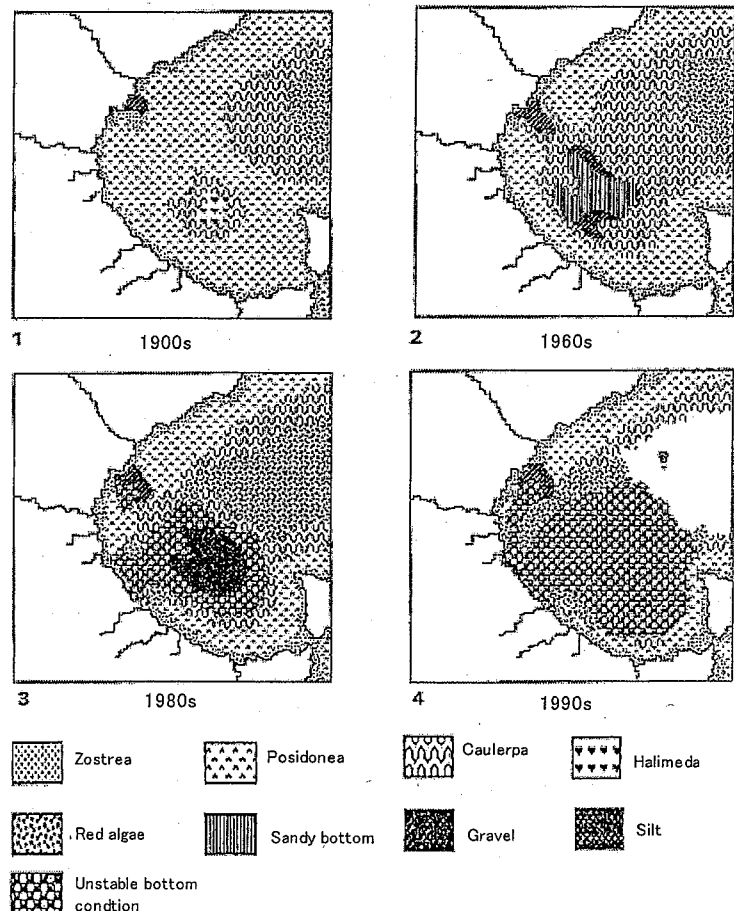 1 1900s
2 1960s
3 1980s
4 1990s
Zostrea
Posidonea
Caulerpa
Halimeda
Red algae
Sandy bottom
Gravel
Silt
Unstable bottom
condtion